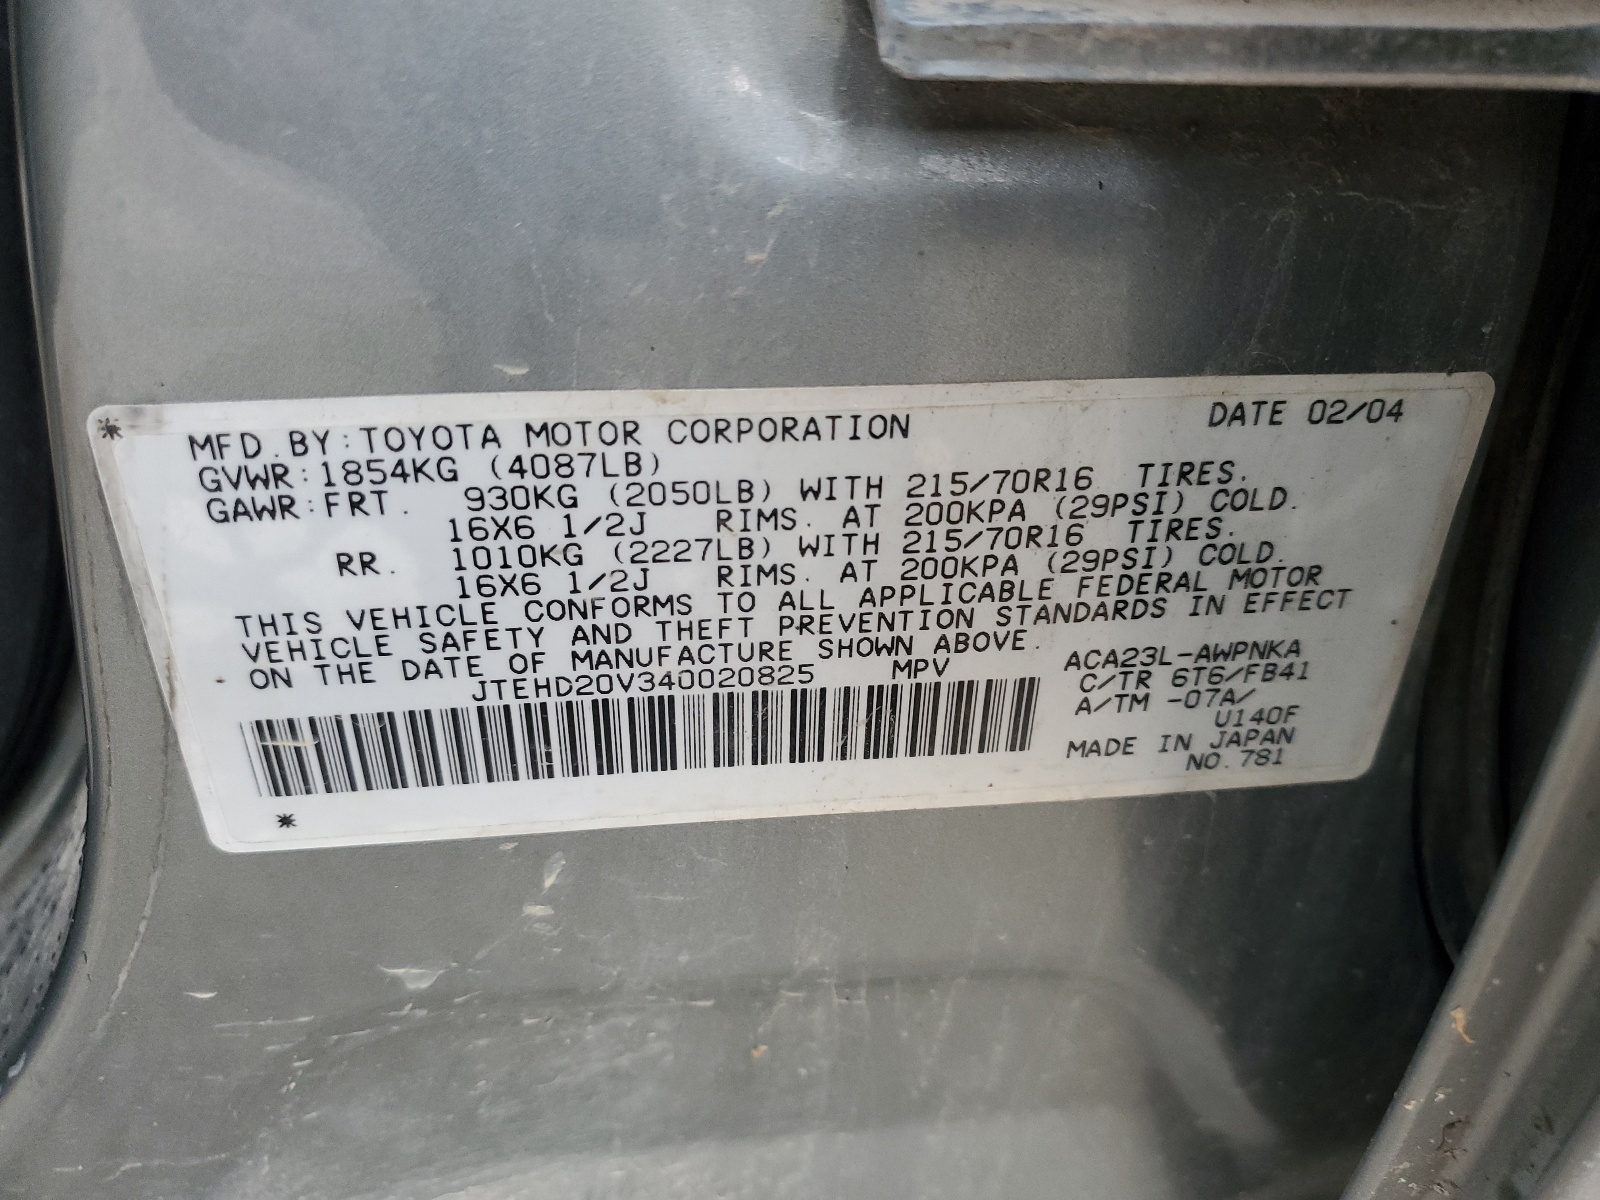 MFD.BY:TOYOTA MOTOR CORPORATION DATE 02/04
GVWR:1854KG (4087LB)
GAWR:FRT. 930KG (2050LB) WITH 215/70R16 TIRES.
16X6 1/2J RIMS. AT 200KPA (29PSI) COLD.
RR. 1010KG (2227LB) WITH 215/70R16 TIRES.
16X6 1/2J RIMS. AT 200KPA (29PSI) COLD.
THIS VEHICLE CONFORMS TO ALL APPLICABLE FEDERAL MOTOR
VEHICLE SAFETY AND THEFT PREVENTION STANDARDS IN EFFECT
ON THE DATE OF MANUFACTURE SHOWN ABOVE.
JTEHD20V340020825 MPV
ACA23L-AWPNKA
C/TR 6T6/FB41
A/TM -07A/
U140F
MADE IN JAPAN
NO.781